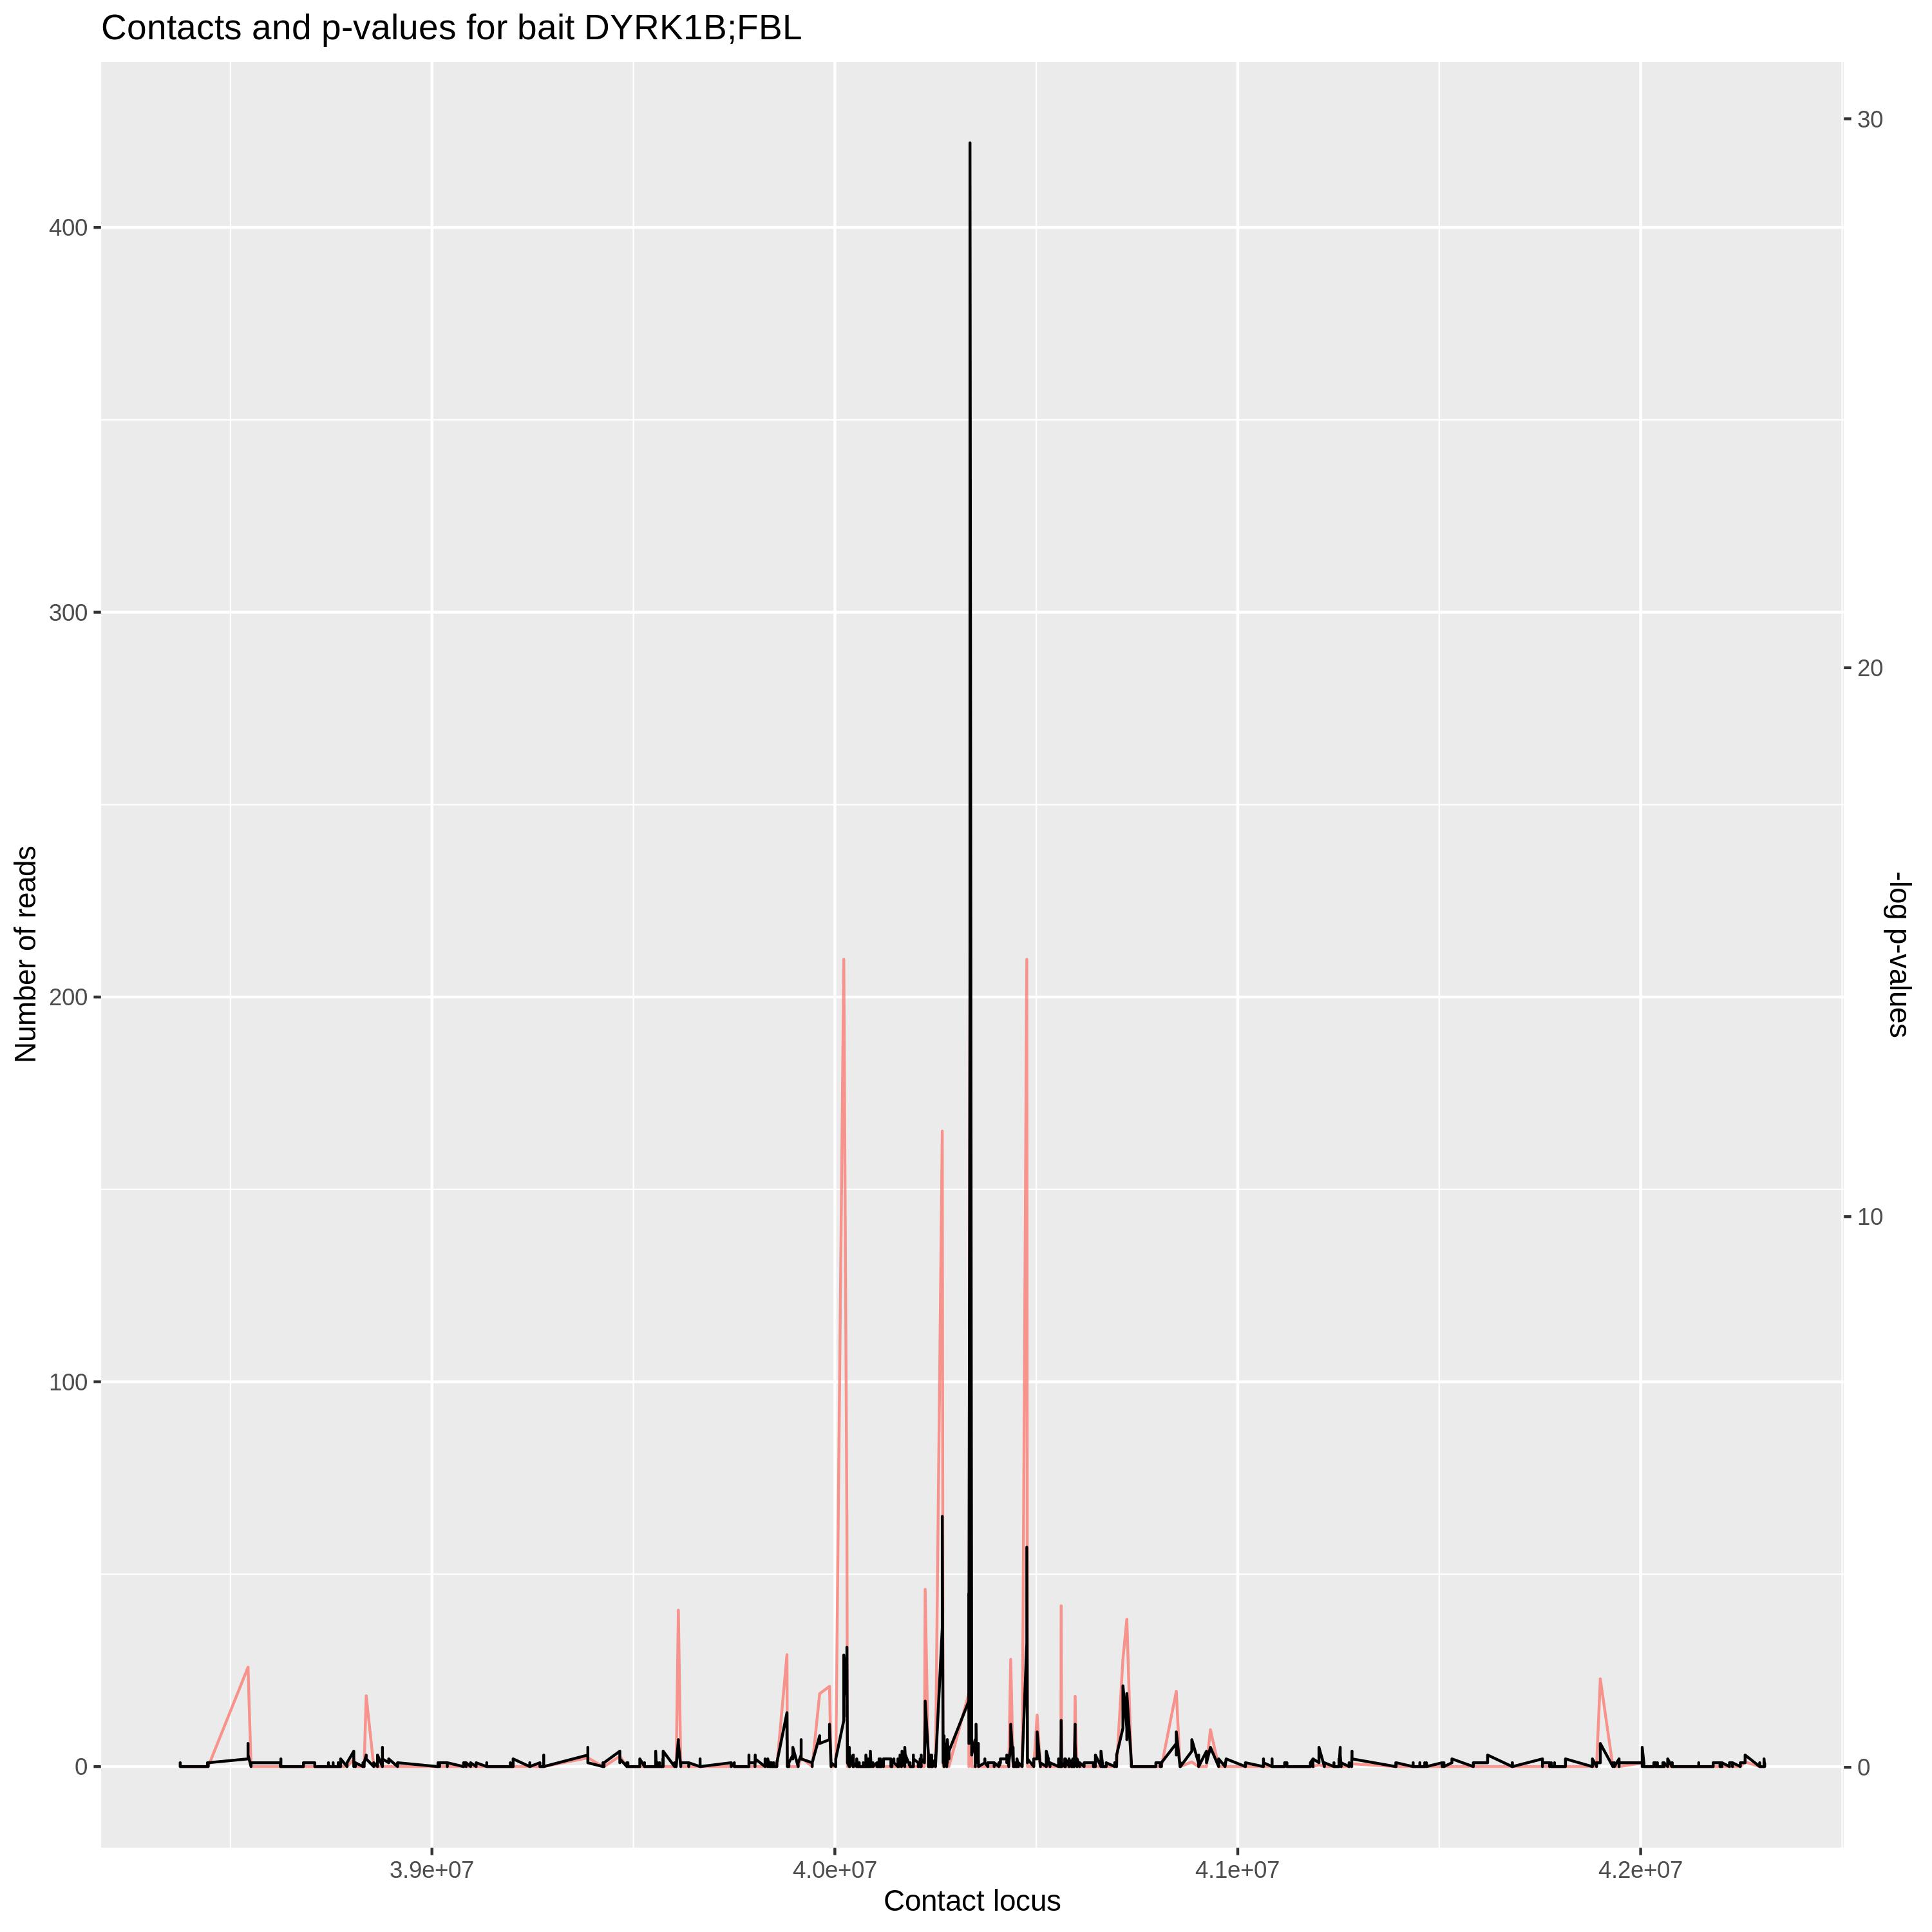 Contacts and p-values for bait DYRK1B;FBL
Number of reads
400
300
200
100
0
30
20
10
0
-log p-values
3.9e+07
4.0e+07
4.1e+07
4.2e+07
Contact locus